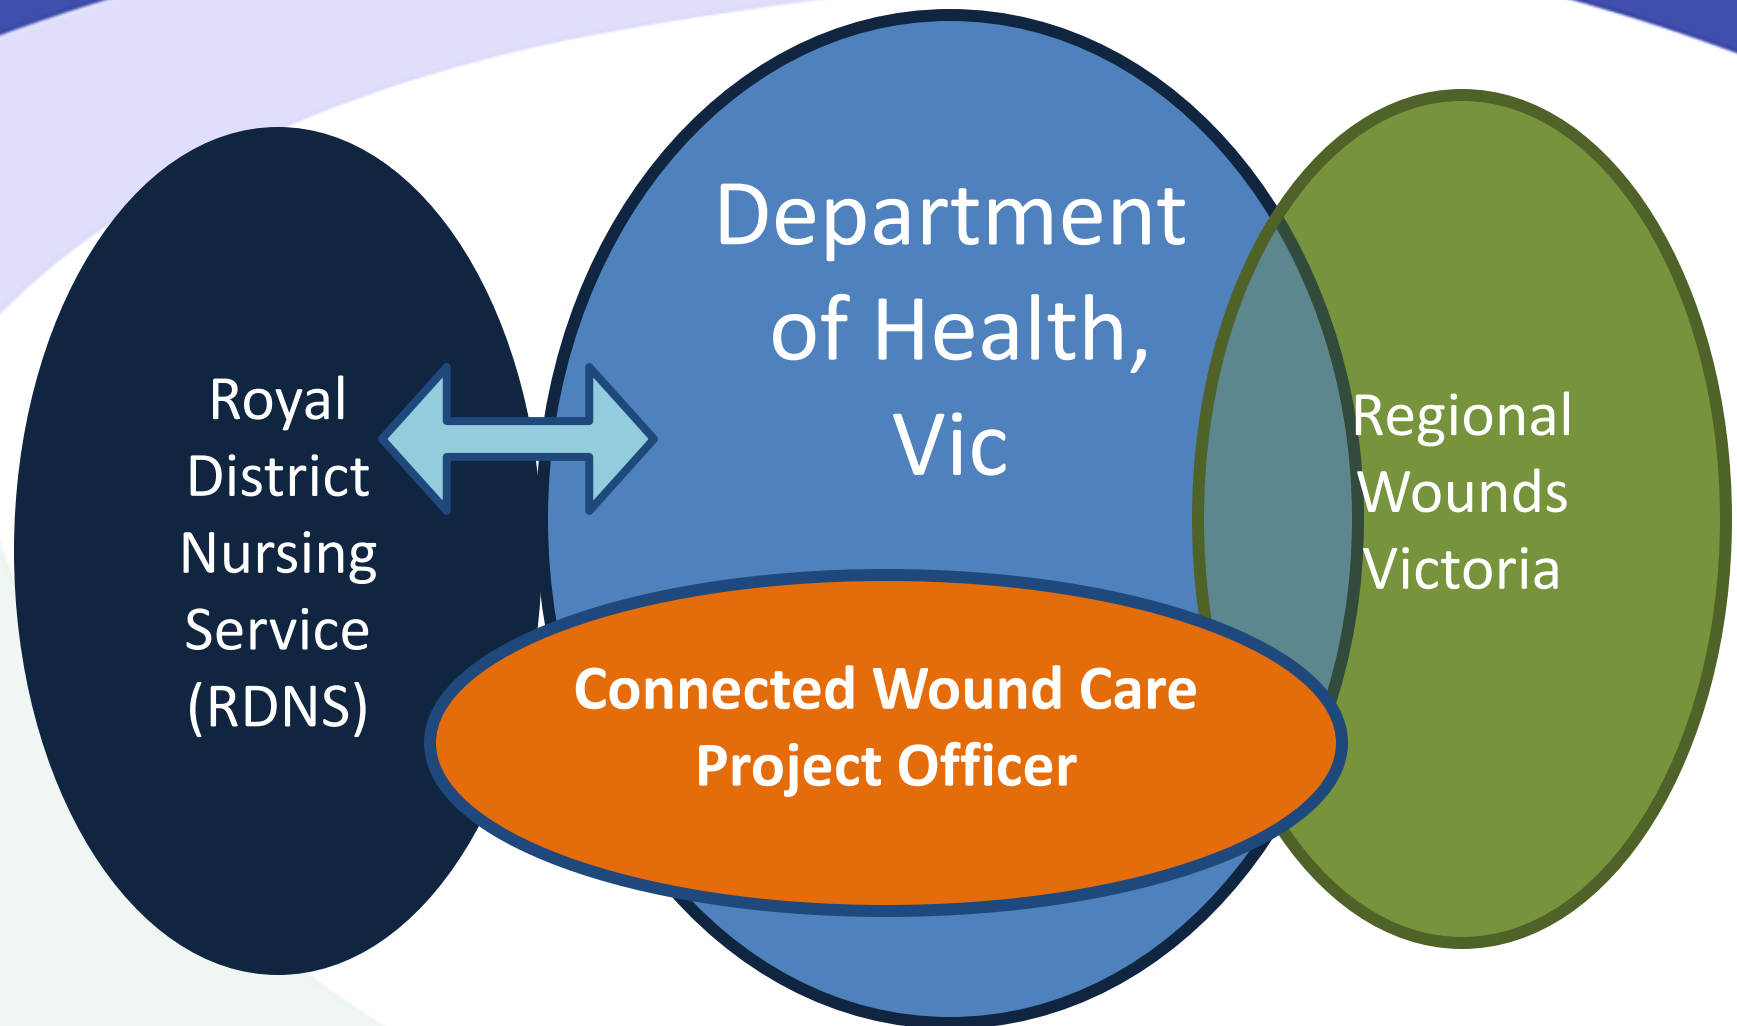 Royal
District
Nursing
Service
(RDNS)
Department
of Health,
Vic
Regional
Wounds
Victoria
Connected Wound Care
Project Officer